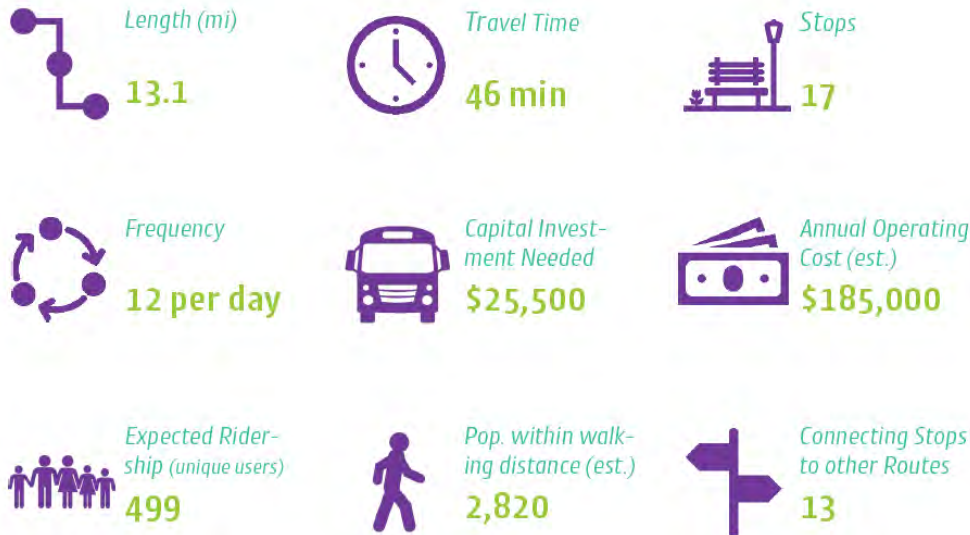 Length (mi)
13.1
Travel Time
46 min
Stops
17
Frequency
12 per day
Capital Invest-
ment Needed
$25,500
Annual Operating
Cost (est.)
$185,000
Expected Rider-
ship (unique users)
499
Pop. within walk-
ing distance (est.)
2,820
Connecting Stops
to other Routes
13